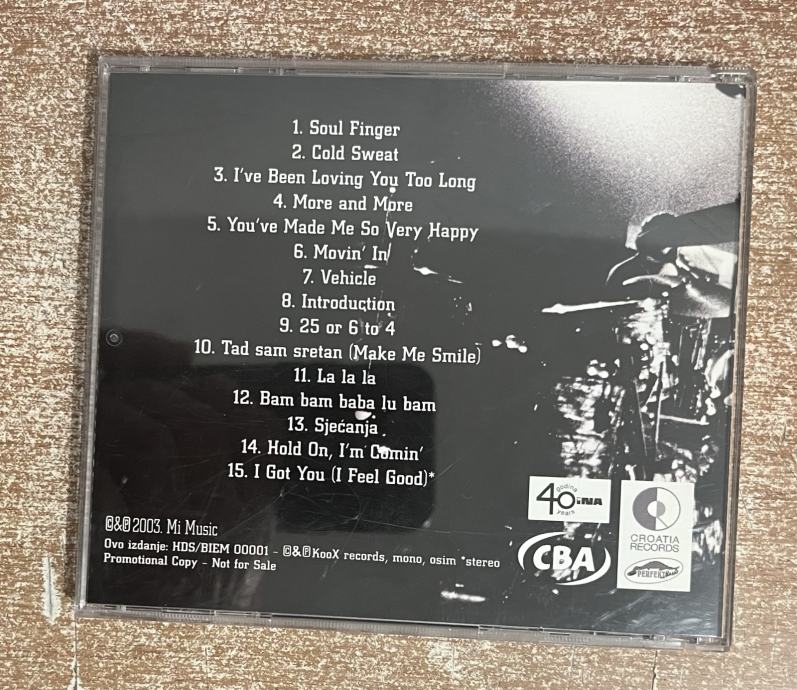 1. Soul Finger
2. Cold Sweat
3. I've Been Loving You Too Long
4. More and More
5. You've Made Me So Very Happy
6. Movin' In
7. Vehicle
8. Introduction
9. 25 or 6 to 4
10. Tad sam sretan (Make Me Smile)
11. La la la
12. Bam bam baba lu bam
13. Sjećanja
14. Hold On, I'm Comin'
15. I Got You (I Feel Good)*
©&℗ 2003. Mi Music
Ovo izdanje: HDS/BIEM 00001 - ©&℗ KooX records, mono, osim *stereo
Promotional Copy - Not for Sale
40 godina years INA
CBA
CROATIA
RECORDS
PERFEKT